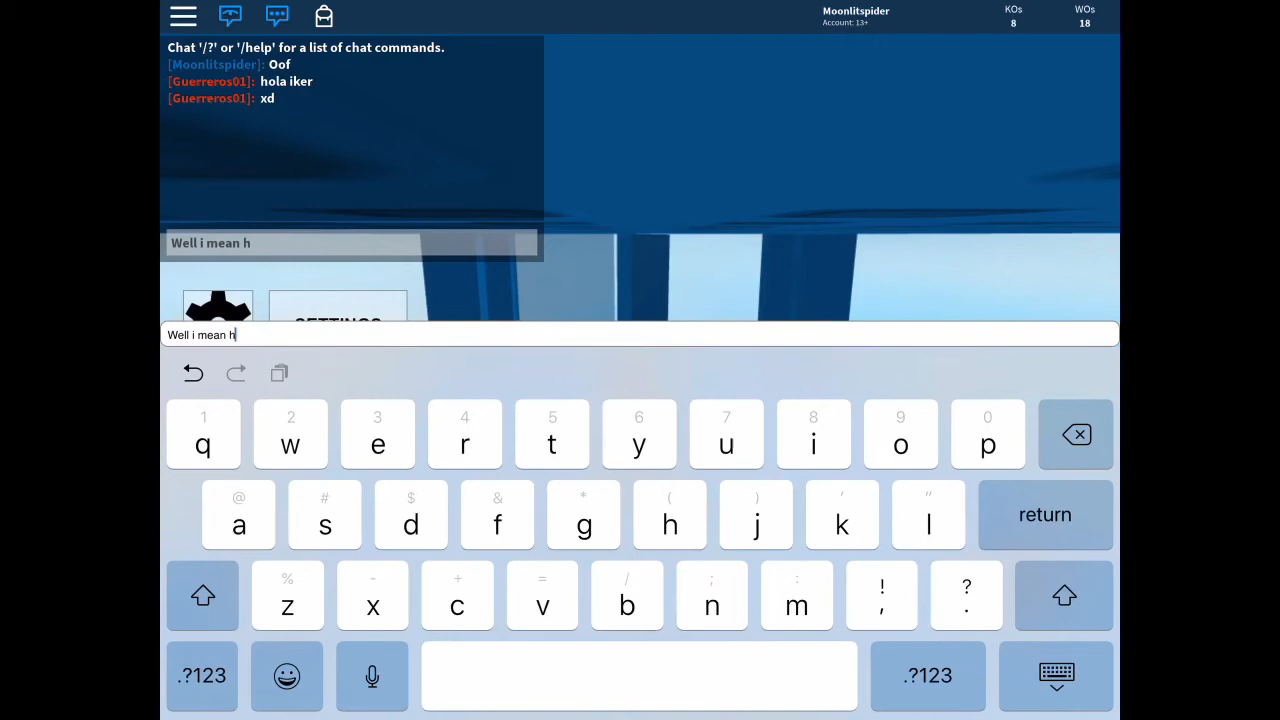 Moonlitspider
Account: 13+
KOs
8
WOs
18
Chat '/?' or '/help' for a list of chat commands.
[Moonlitspider]: Oof
[Guerreros01]: hola iker
[Guerreros01]: xd
Well i mean h
SETTINGS
Well i mean h
1 2 3 4 5 6 7 8 9 0
q w e r t y u i o p
@ # $ & * ( ) ' "
a s d f g h j k l return
% - + = / ; : ! ?
z x c v b n m , .
.?123 .?123